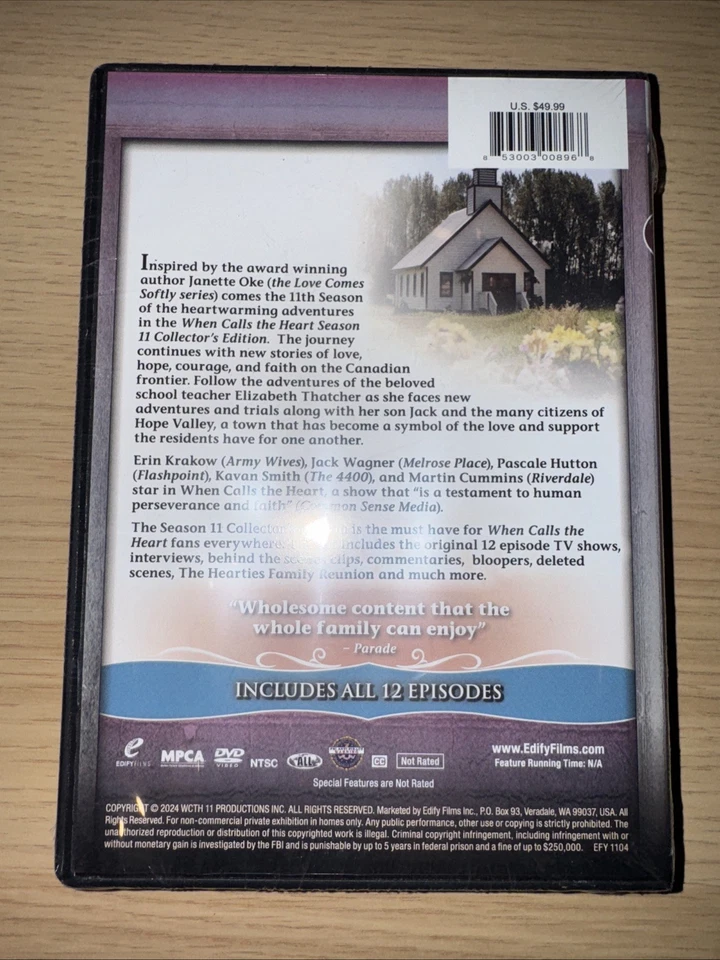 U.S. $49.99
8 53003 00896 8
Inspired by the award winning
author Janette Oke (the Love Comes
Softly series) comes the 11th Season
of the heartwarming adventures
in the When Calls the Heart Season
11 Collector's Edition. The journey
continues with new stories of love,
hope, courage, and faith on the Canadian
frontier. Follow the adventures of the beloved
school teacher Elizabeth Thatcher as she faces new
adventures and trials along with her son Jack and the many citizens of
Hope Valley, a town that has become a symbol of the love and support
the residents have for one another.
Erin Krakow (Army Wives), Jack Wagner (Melrose Place), Pascale Hutton
(Flashpoint), Kavan Smith (The 4400), and Martin Cummins (Riverdale)
star in When Calls the Heart, a show that "is a testament to human
perseverance and faith" (Common Sense Media).
The Season 11 Collector is the must have for When Calls the
Heart fans everywhere. includes the original 12 episode TV shows,
interviews, behind the scenes clips, commentaries, bloopers, deleted
scenes, The Hearties Family Reunion and much more.
"Wholesome content that the
whole family can enjoy"
~ Parade
INCLUDES ALL 12 EPISODES
e
EDIFYFILMS
MPCA
DVD
VIDEO
NTSC
ALL
CC
Not Rated
www.EdifyFilms.com
Feature Running Time: N/A
Special Features are Not Rated
COPYRIGHT © 2024 WCTH 11 PRODUCTIONS INC. ALL RIGHTS RESERVED. Marketed by Edify Films Inc., P.O. Box 93, Veradale, WA 99037, USA. All
Rights Reserved. For non-commercial private exhibition in homes only. Any public performance, other use or copying is strictly prohibited. The
unauthorized reproduction or distribution of this copyrighted work is illegal. Criminal copyright infringement, including infringement with or
without monetary gain is investigated by the FBI and is punishable by up to 5 years in federal prison and a fine of up to $250,000. EFY 1104